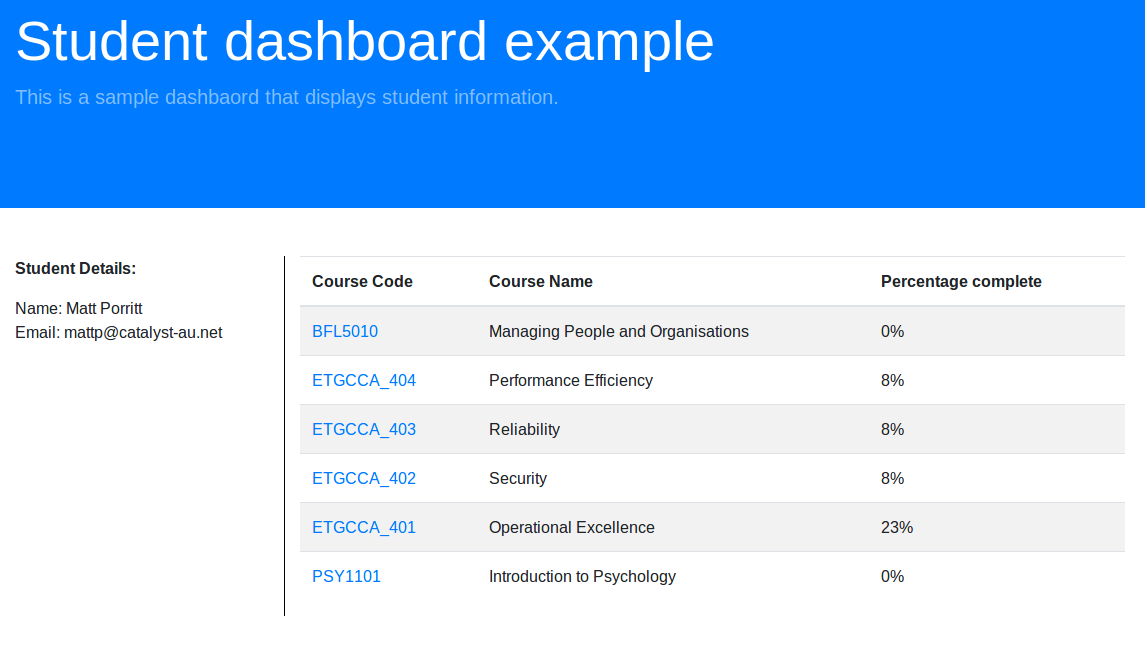 Student dashboard example
This is a sample dashbaord that displays student information.
Student Details:
Name: Matt Porritt
Email: mattp@catalyst-au.net
Course Code Course Name Percentage complete
BFL5010 Managing People and Organisations 0%
ETGCCA_404 Performance Efficiency 8%
ETGCCA_403 Reliability 8%
ETGCCA_402 Security 8%
ETGCCA_401 Operational Excellence 23%
PSY1101 Introduction to Psychology 0%